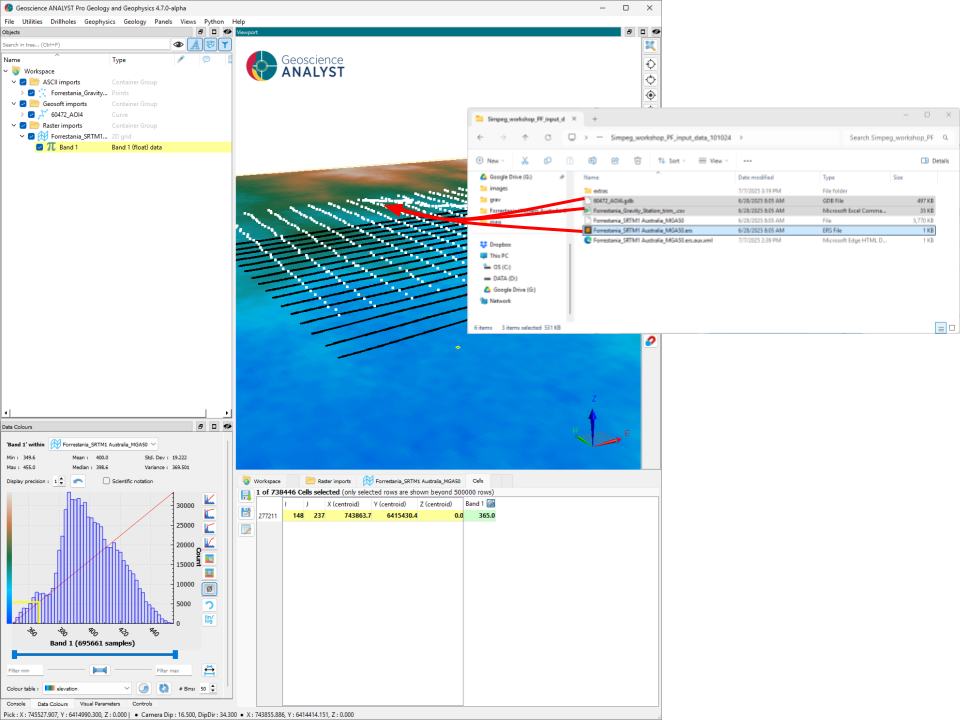 Geoscience ANALYST Pro Geology and Geophysics 4.7.0-alpha
File Utilities Drillholes Geophysics Geology Panels Views Python Help
Objects
Search in tree... (Ctrl+F)
Name Type
Workspace
ASCII imports Container Group
Forrestania_Gravity... Points
Geosoft imports Container Group
60472_AOI4 Curve
Raster imports Container Group
Forrestania_SRTM1... 2D grid
Band 1 Band 1 (float) data
Viewport
Geoscience
ANALYST
Z
Simpeg_workshop_PF_input_d
Simpeg_workshop_PF_input_data_101024
Search Simpeg_workshop_PF
New Sort View Details
Name Date modified Type Size
Google Drive (G:)
images
grav
Dropbox
This PC
OS (C:)
DATA (D:)
Google Drive (G:)
Network
extras 7/7/2025 3:19 PM File folder
60472_AOI4.gdb 6/28/2025 8:05 AM GDB File 497 KB
Forrestania_Gravity_Station_trim_.csv 6/28/2025 8:05 AM Microsoft Excel Comma... 33 KB
Forrestania_SRTM1 Australia_MGA50 6/28/2025 8:05 AM File 5,770 KB
Forrestania_SRTM1 Australia_MGA50.ers 6/28/2025 8:05 AM ERS File 1 KB
Forrestania_SRTM1 Australia_MGA50.ers.aux.xml 7/7/2025 2:39 PM Microsoft Edge HTML D... 1 KB
6 items 3 items selected 531 KB
Data Colours
'Band 1' within Forrestania_SRTM1 Australia_MGA50
Min : 349.6 Mean : 400.0 Std. Dev : 19.222
Max : 455.0 Median : 398.6 Variance : 369.501
Display precision : 1 Scientific notation
30000
25000
20000
15000
10000
5000
0
Count
360 380 400 420 440
Band 1 (695661 samples)
Filter min Filter max
Colour table : elevation # Bins: 50
Console Data Colours Visual Parameters Controls
Workspace Raster imports Forrestania_SRTM1 Australia_MGA50 Cells
1 of 738446 Cells selected (only selected rows are shown beyond 500000 rows)
I J X (centroid) Y (centroid) Z (centroid) Band 1
277211 148 237 743863.7 6415430.4 0.0 365.0
Pick : X: 745527.907, Y : 6414990.300, Z : 0.000 | ● Camera Dip : 16.500, DipDir : 34.300 ● X : 743855.886, Y : 6414414.151, Z : 0.000